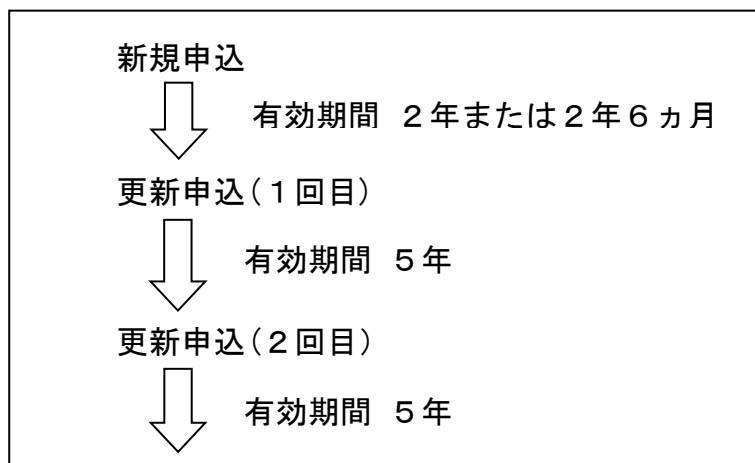 新規申込
有効期間　２年または２年６ヵ月
更新申込（１回目）
有効期間　５年
更新申込（２回目）
有効期間　５年